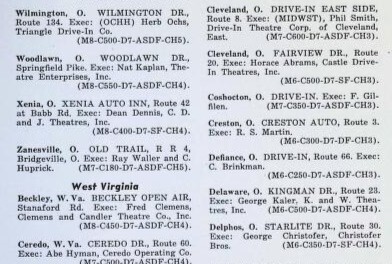 Wilmington, O. WILMINGTON DR.,
Route 134. Exec: (OCHH) Herb Ochs,
Triangle Drive-In Co.
(M8-C500-D7-ASDF-CH5).
Woodlawn, O. WOODLAWN DR.,
Springfield Pike. Exec: Nat Kaplan, The-
atre Enterprises, Inc.
(M8-C550-D7-ASDF-CH4).
Xenia, O. XENIA AUTO INN, Route 42
at Babb Rd, Exec: Dean Dennis, C. D.
and J. Theatres, Inc.
(M8-C400-D7-SF-CH4).
Zanesville, O. OLD TRAIL, R R 4,
Bridgeville, O. Exec: Ray Waller and C.
Huprick. (M7-C180-D7-ASDF-CH5).
West Virginia
Beckley, W. Va. BECKLEY OPEN AIR,
Stanaford Rd. Exec: Fred Clemens,
Clemens and Candler Theatre Co., Inc.
(M8-C450-D7-ASDF-CH4).
Ceredo, W. Va. CEREDO DR., Route 60.
Exec: Abe Hyman, Ceredo Operating Co.
(M7-C500-D7-ASDF-CH4).
Cleveland, O. DRIVE-IN EAST SIDE,
Route 8. Exec: (MIDWST), Phil Smith,
Drive-In Theatre Corp. of Cleveland,
East. (M7-C600-D7-ASDF-CH3).
Cleveland, O. FAIRVIEW DR., Route
20. Exec: Horace Abrams, Castle Drive-
In Theatres, Inc.
(M6-C500-D7-SF-CH3).
Coshocton, O. DRIVE-IN. Exec: F. Gil-
filen. (M7-C350-D7-ASDF-CH3).
Creston, O. CRESTON AUTO, Route 3.
Exec: R. S. Martin.
(M6-C300-D7-DF-CH3).
Defiance, O. DRIVE-IN, Route 66. Exec:
C. Brinkman.
(M6-C250-D7-ASDF-CH3).
Delaware, O. KINGMAN DR., Route 23.
Exec: George Kaler, K. and W. Thea-
tres, Inc. (M6-C500-D7-ASDF-CH4).
Delphos, O. STARLITE DR., Route 30.
Exec: George Christofer, Christofer
Bros. (M6-C350-D7-SF-CH4).